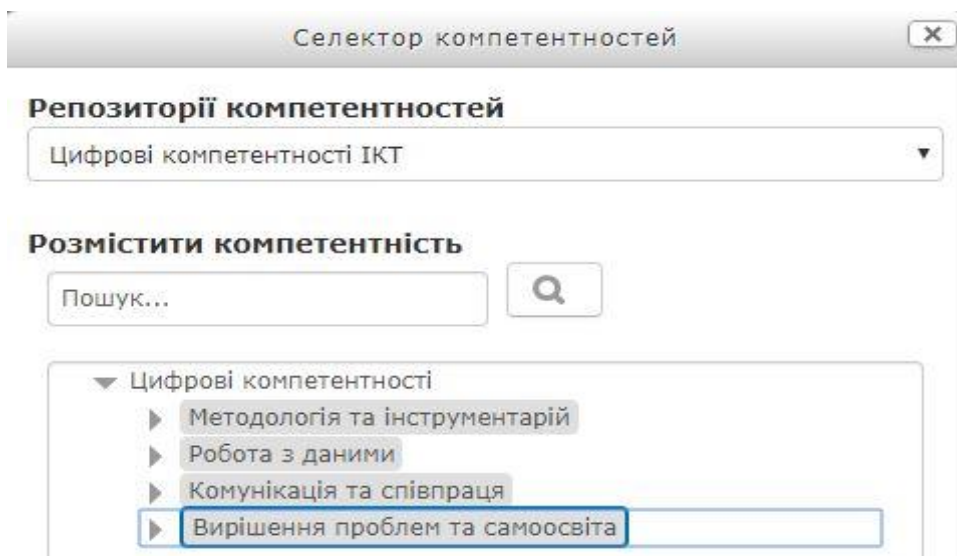 Селектор компетентностей
Репозиторії компетентностей
Цифрові компетентності ІКТ
Розмістити компетентність
Пошук...
Цифрові компетентності
Методологія та інструментарій
Робота з даними
Комунікація та співпраця
Вирішення проблем та самоосвіта